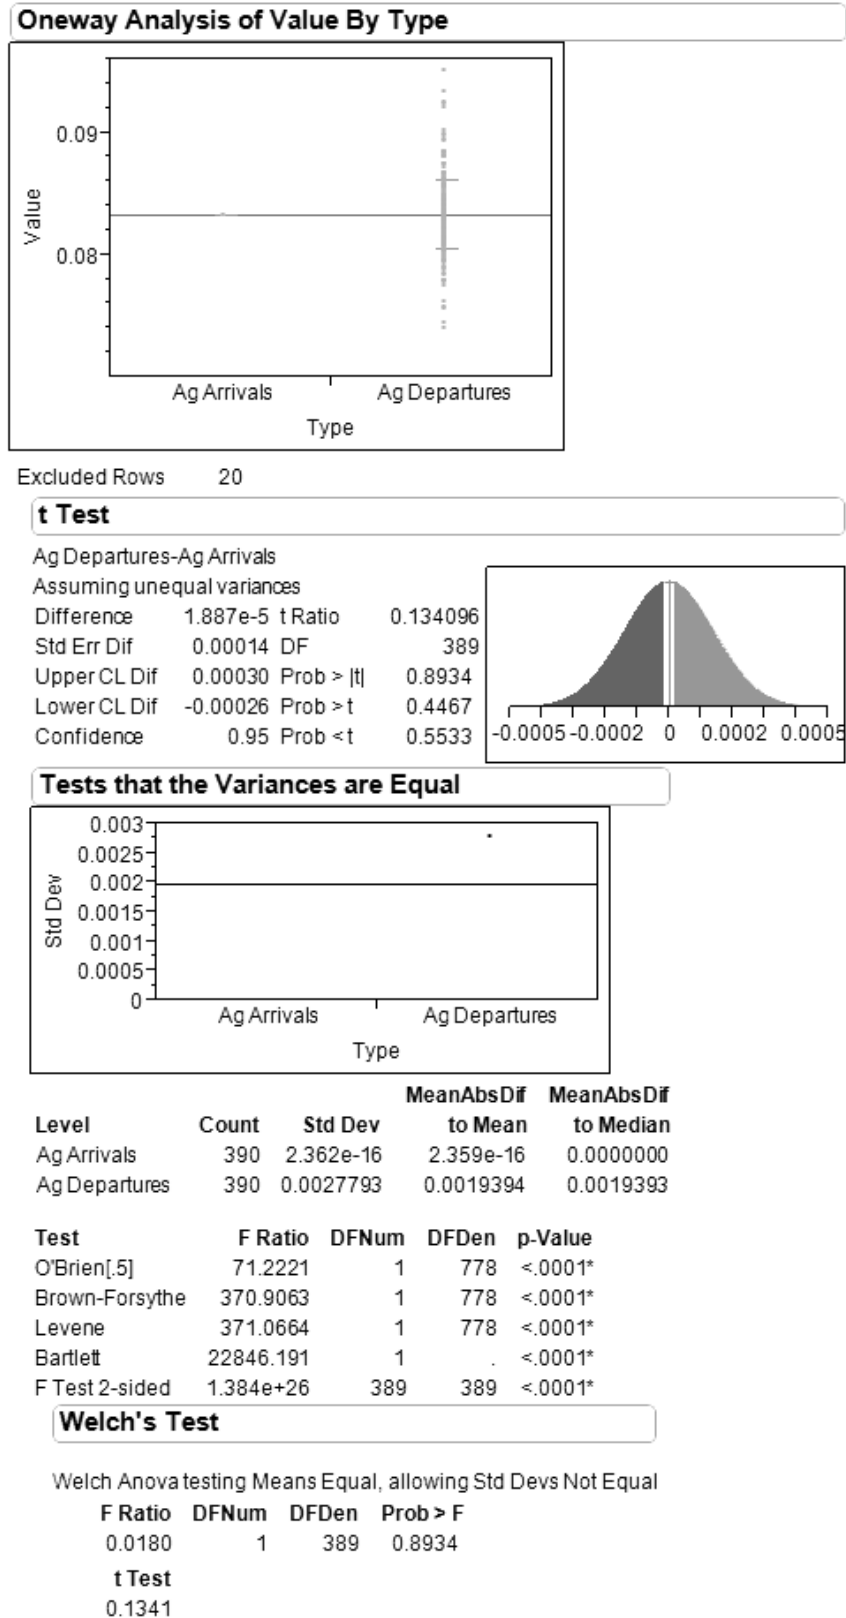 Oneway Analysis of Value By Type
0.09
Value
0.08
Ag Arrivals Ag Departures
Type
Excluded Rows 20
t Test
Ag Departures-Ag Arrivals
Assuming unequal variances
Difference 1.887e-5 t Ratio 0.134096
Std Err Dif 0.00014 DF 389
Upper CL Dif 0.00030 Prob > |t| 0.8934
Lower CL Dif -0.00026 Prob > t 0.4467
Confidence 0.95 Prob < t 0.5533
-0.0005 -0.0002 0 0.0002 0.0005
Tests that the Variances are Equal
0.003
0.0025
0.002
0.0015
0.001
0.0005
0
Std Dev
Ag Arrivals Ag Departures
Type
MeanAbsDif MeanAbsDif
Level Count Std Dev to Mean to Median
Ag Arrivals 390 2.362e-16 2.359e-16 0.0000000
Ag Departures 390 0.0027793 0.0019394 0.0019393
Test F Ratio DFNum DFDen p-Value
O'Brien[.5] 71.2221 1 778 <.0001*
Brown-Forsythe 370.9063 1 778 <.0001*
Levene 371.0664 1 778 <.0001*
Bartlett 22846.191 1 . <.0001*
F Test 2-sided 1.384e+26 389 389 <.0001*
Welch's Test
Welch Anova testing Means Equal, allowing Std Devs Not Equal
F Ratio DFNum DFDen Prob > F
0.0180 1 389 0.8934
t Test
0.1341